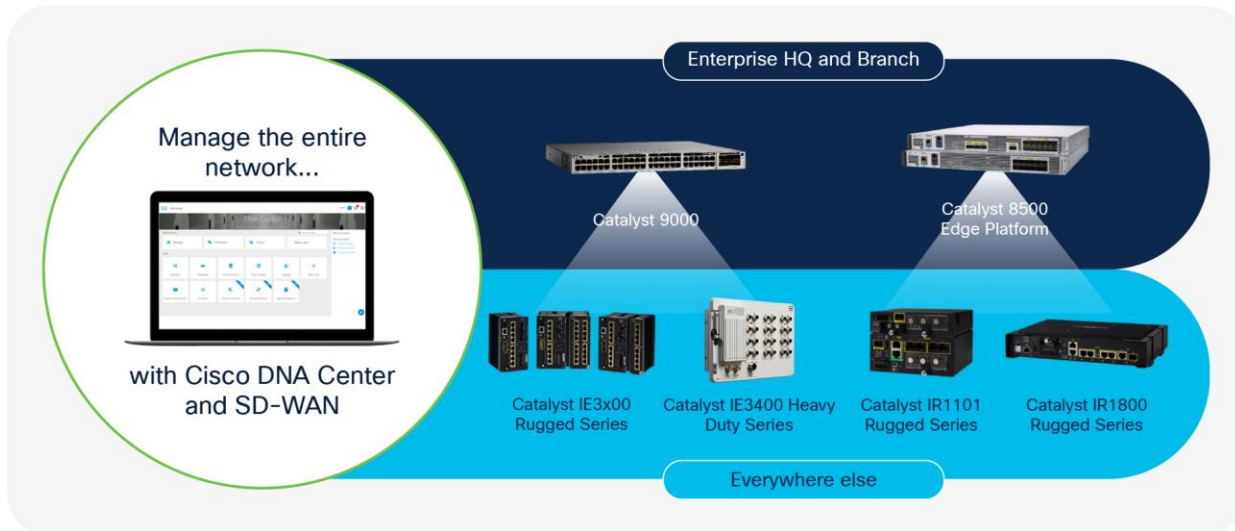 Enterprise HQ and Branch
Manage the entire
network...
DNA Center
with Cisco DNA Center
and SD-WAN
Catalyst 9000
Catalyst 8500
Edge Platform
Catalyst IE3x00
Rugged Series
Catalyst IE3400 Heavy
Duty Series
Catalyst IR1101
Rugged Series
Catalyst IR1800
Rugged Series
Everywhere else